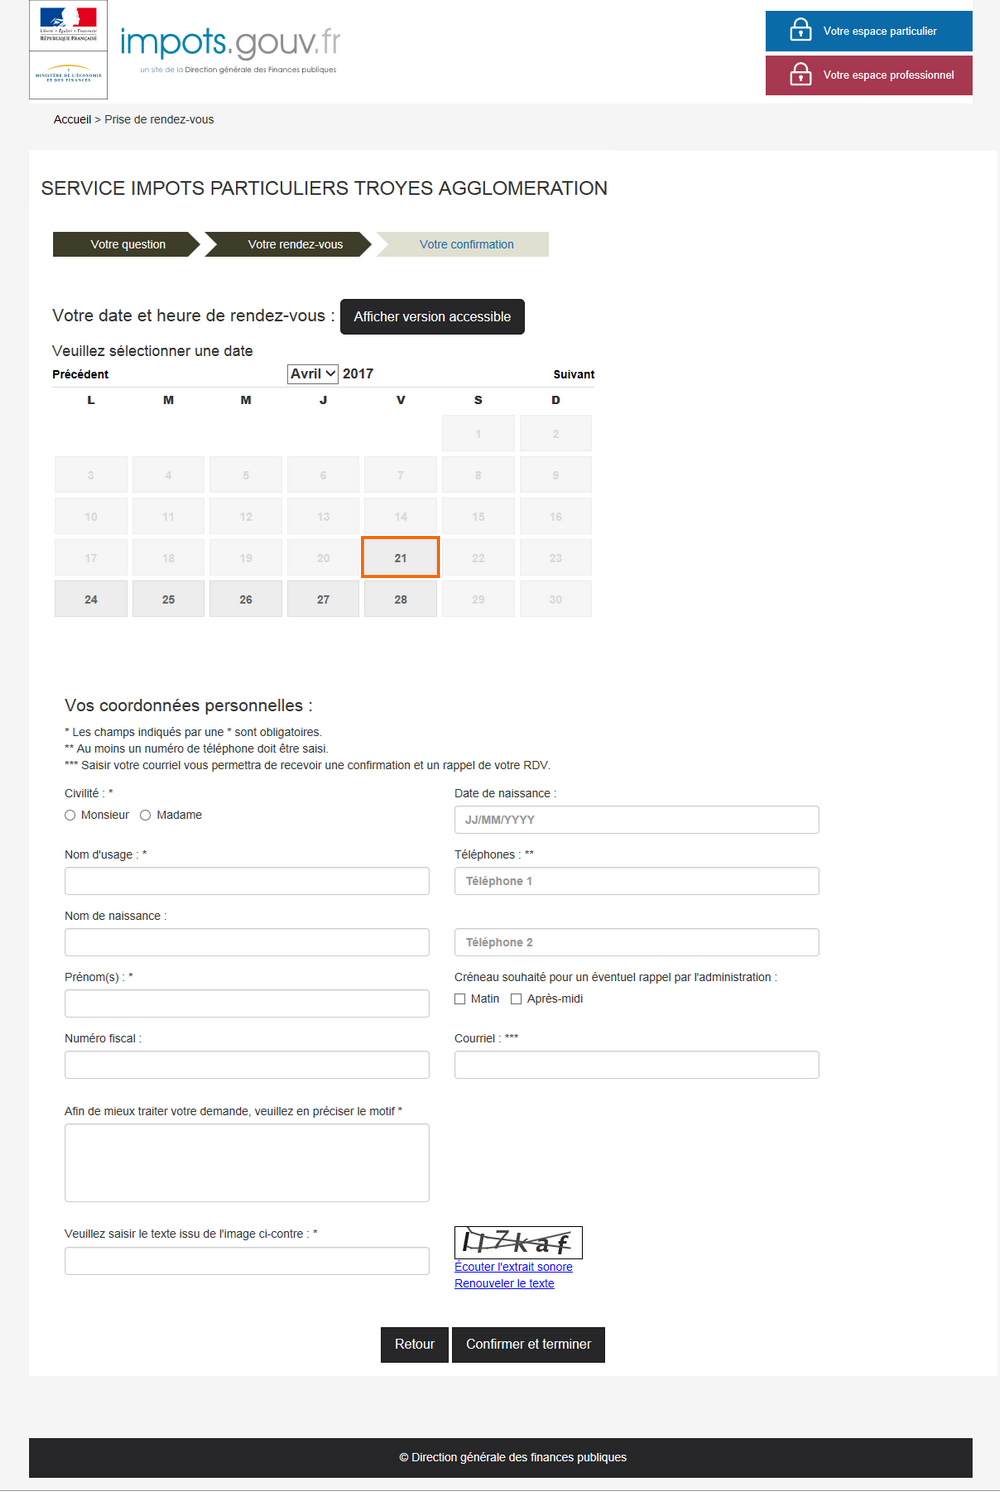 Liberté • Égalité • Fraternité
RÉPUBLIQUE FRANÇAISE
MINISTÈRE DE L'ÉCONOMIE
ET DES FINANCES
impots.gouv.fr
un site de la Direction générale des Finances publiques
Votre espace particulier
Votre espace professionnel
Accueil > Prise de rendez-vous
SERVICE IMPOTS PARTICULIERS TROYES AGGLOMERATION
Votre question
Votre rendez-vous
Votre confirmation
Votre date et heure de rendez-vous :
Afficher version accessible
Veuillez sélectionner une date
Précédent
Avril 2017
Suivant
L M M J V S D
1 2
3 4 5 6 7 8 9
10 11 12 13 14 15 16
17 18 19 20 21 22 23
24 25 26 27 28 29 30
Vos coordonnées personnelles :
* Les champs indiqués par une * sont obligatoires.
** Au moins un numéro de téléphone doit être saisi.
*** Saisir votre courriel vous permettra de recevoir une confirmation et un rappel de votre RDV.
Civilité : *
Monsieur Madame
Date de naissance :
JJ/MM/YYYY
Nom d'usage : *
Téléphones : **
Téléphone 1
Nom de naissance :
Téléphone 2
Prénom(s) : *
Créneau souhaité pour un éventuel rappel par l'administration :
Matin Après-midi
Numéro fiscal :
Courriel : ***
Afin de mieux traiter votre demande, veuillez en préciser le motif *
Veuillez saisir le texte issu de l'image ci-contre : *
Écouter l'extrait sonore
Renouveler le texte
Retour
Confirmer et terminer
© Direction générale des finances publiques